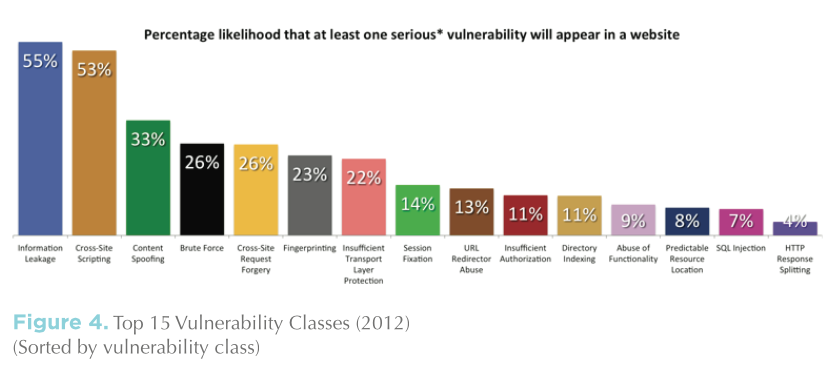 Percentage likelihood that at least one serious* vulnerability will appear in a website
55%
53%
33%
26%
26%
23%
22%
14%
13%
11%
11%
9%
8%
7%
4%
Information
Leakage
Cross-Site
Scripting
Content
Spoofing
Brute Force
Cross-Site
Request
Forgery
Fingerprinting
Insufficient
Transport
Layer
Protection
Session
Fixation
URL
Redirector
Abuse
Insufficient
Authorization
Directory
Indexing
Abuse of
Functionality
Predictable
Resource
Location
SQL Injection
HTTP
Response
Splitting
Figure 4. Top 15 Vulnerability Classes (2012)
(Sorted by vulnerability class)